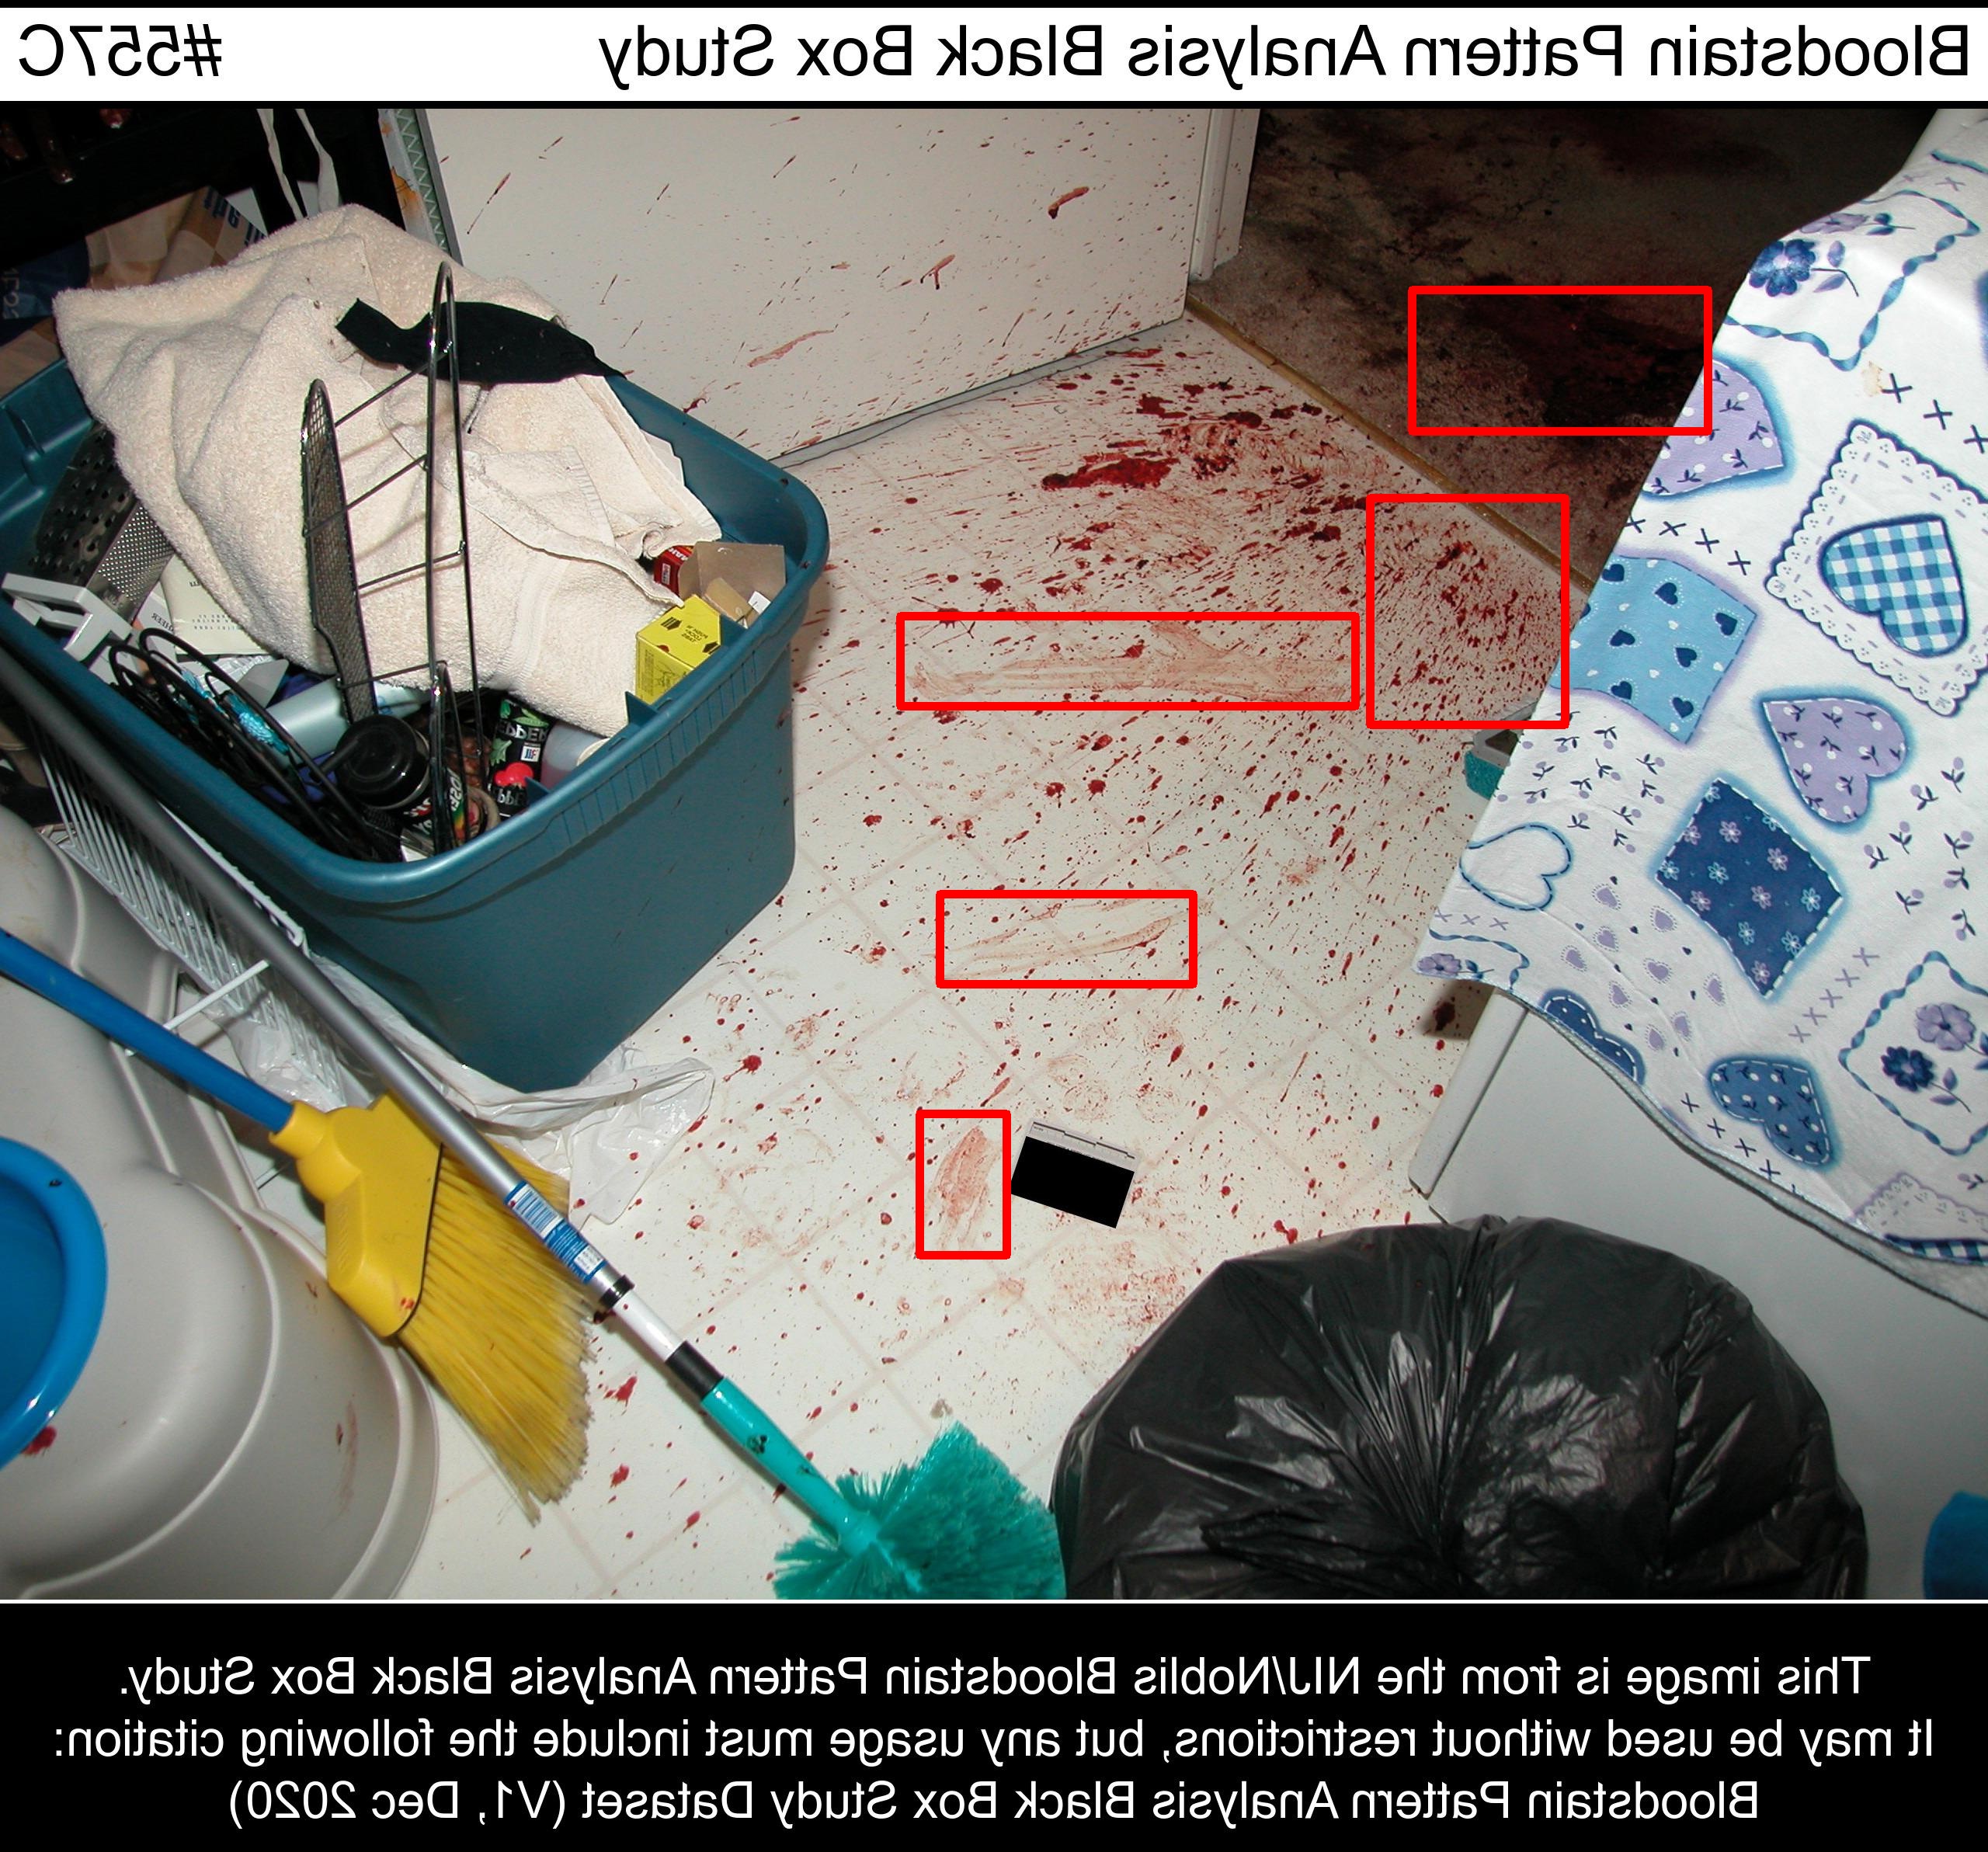 Bloodstain Pattern Analysis Black Box Study #557C
This image is from the NIJ/Noblis Bloodstain Pattern Analysis Black Box Study.
It may be used without restrictions, but any usage must include the following citation:
Bloodstain Pattern Analysis Black Box Study Dataset (V1, Dec 2020)